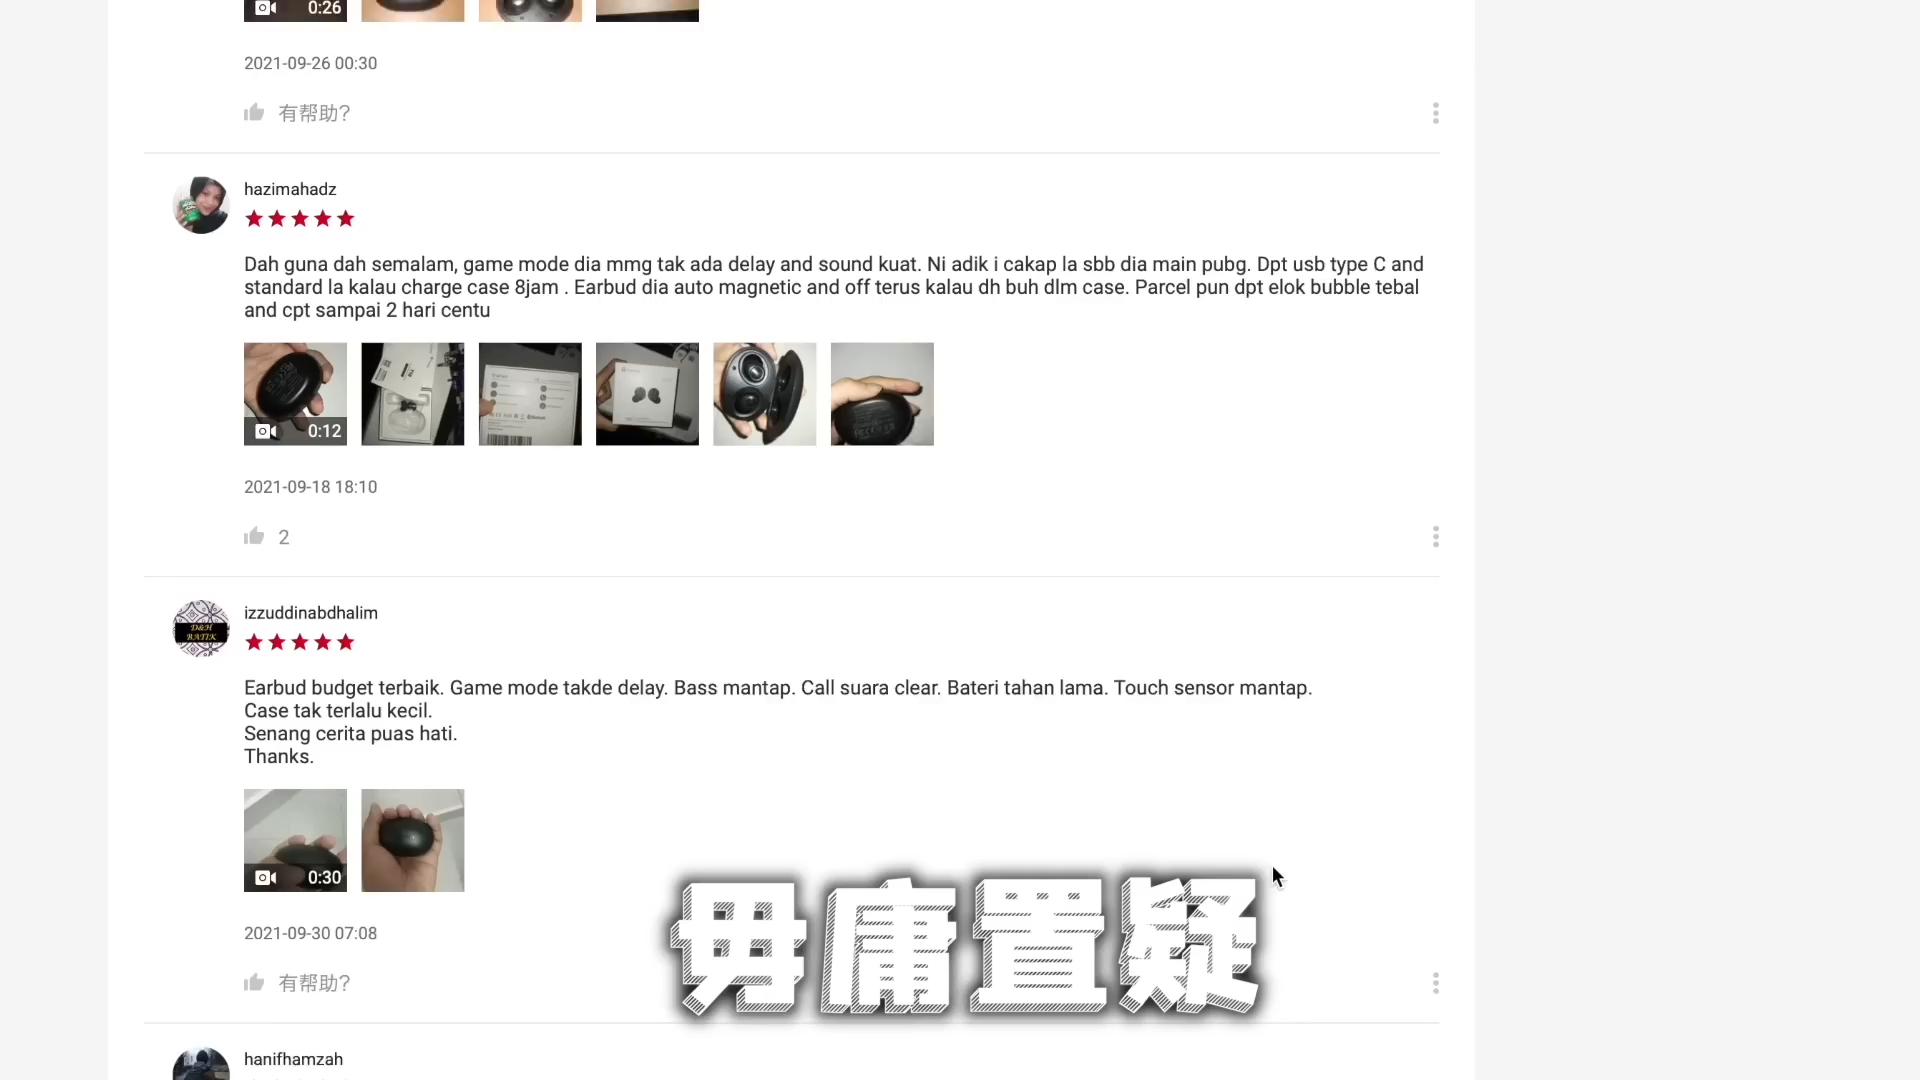 0:26
2021-09-26 00:30
有帮助?
hazimahadz
Dah guna dah semalam, game mode dia mmg tak ada delay and sound kuat. Ni adik i cakap la sbb dia main pubg. Dpt usb type C and
standard la kalau charge case 8jam . Earbud dia auto magnetic and off terus kalau dh buh dlm case. Parcel pun dpt elok bubble tebal
and cpt sampai 2 hari centu
0:12
2021-09-18 18:10
2
izzuddinabdhalim
D&H
BATIK
Earbud budget terbaik. Game mode takde delay. Bass mantap. Call suara clear. Bateri tahan lama. Touch sensor mantap.
Case tak terlalu kecil.
Senang cerita puas hati.
Thanks.
0:30
2021-09-30 07:08
有帮助?
毋庸置疑
hanifhamzah